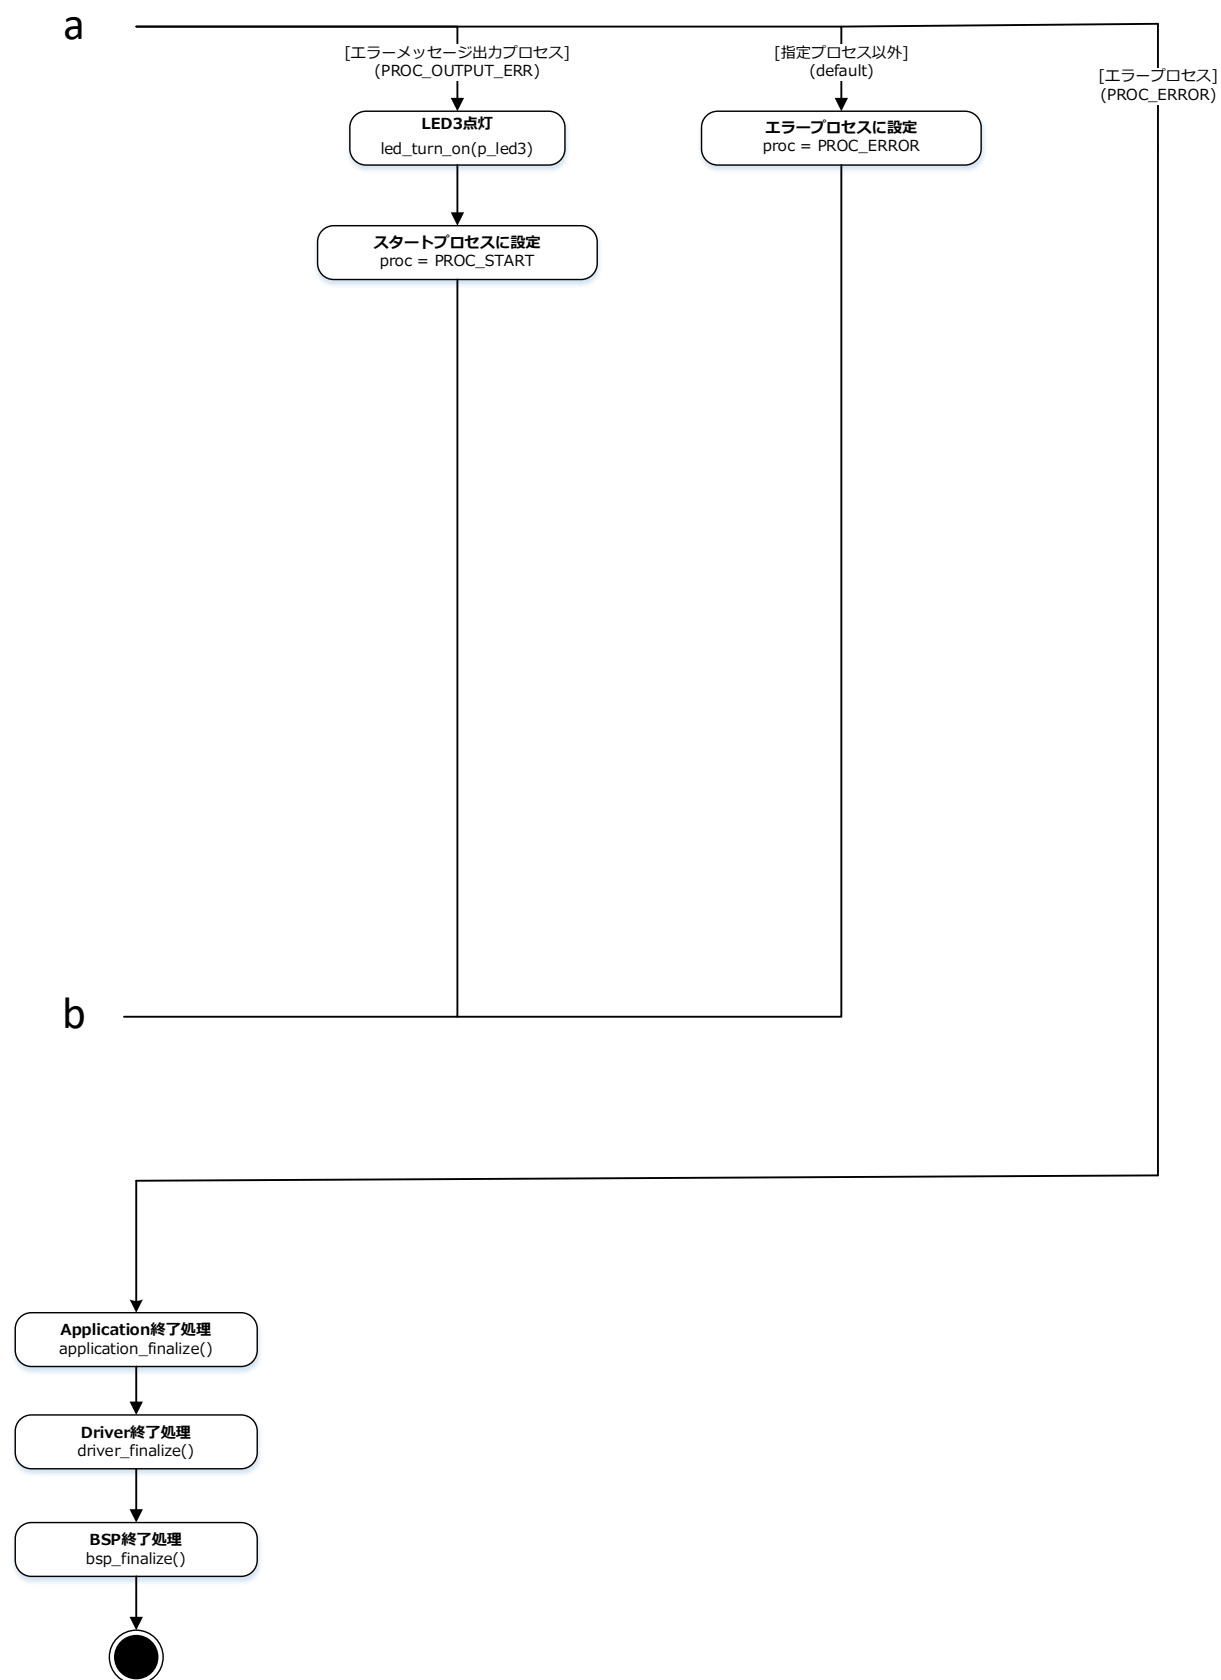 a
[エラーメッセージ出力プロセス]
(PROC_OUTPUT_ERR)
[指定プロセス以外]
(default)
[エラープロセス]
(PROC_ERROR)
LED3点灯
led_turn_on(p_led3)
エラープロセスに設定
proc = PROC_ERROR
スタートプロセスに設定
proc = PROC_START
b
Application終了処理
application_finalize()
Driver終了処理
driver_finalize()
BSP終了処理
bsp_finalize()